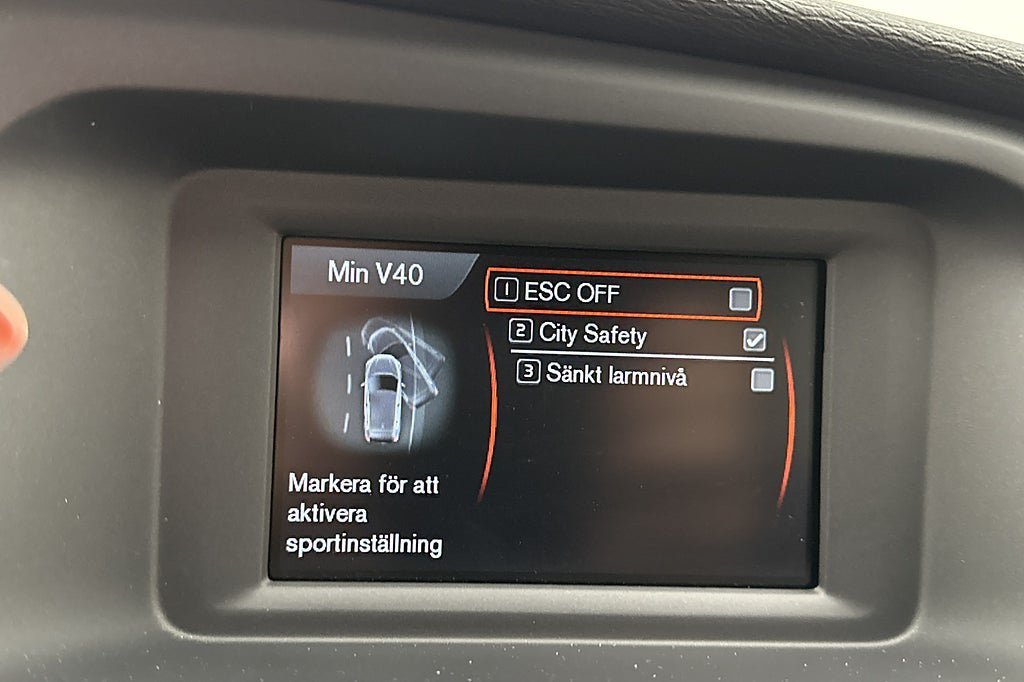 Min V40
1 ESC OFF
2 City Safety
3 Sänkt larmnivå
Markera för att
aktivera
sportinställning